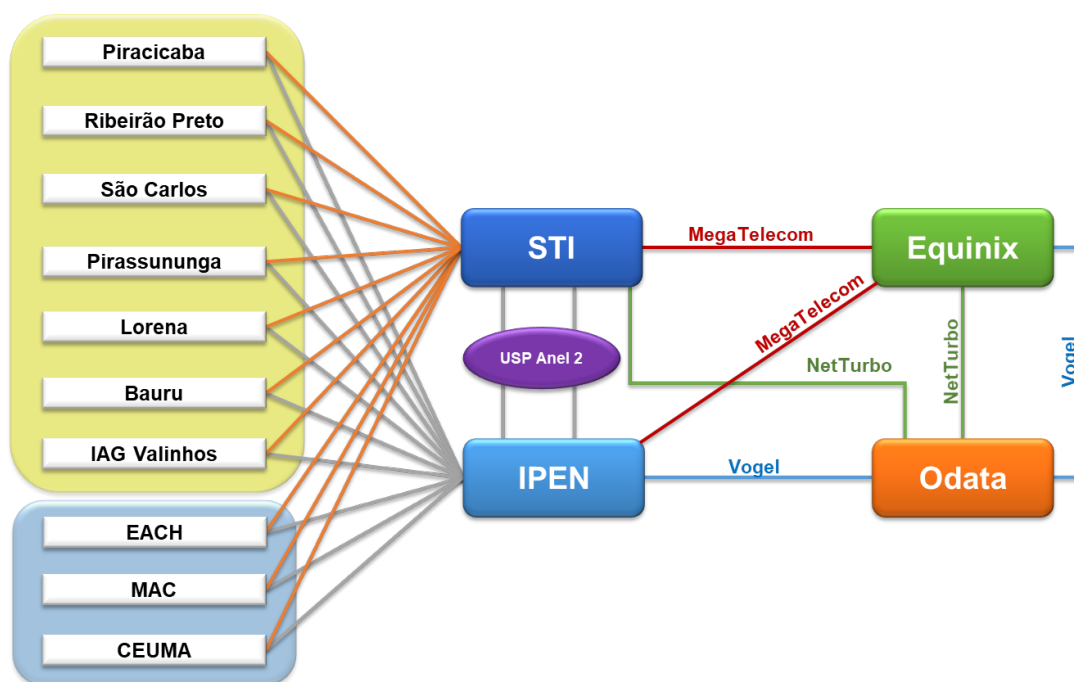 Piracicaba
Ribeirão Preto
São Carlos
Pirassununga
Lorena
Bauru
IAG Valinhos
EACH
MAC
CEUMA
STI
USP Anel 2
IPEN
MegaTelecom
MegaTelecom
NetTurbo
Vogel
Equinix
NetTurbo
Odata
Vogel